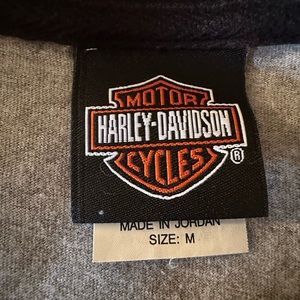 MOTOR
HARLEY-DAVIDSON
CYCLES
®
MADE IN JORDAN
SIZE: M